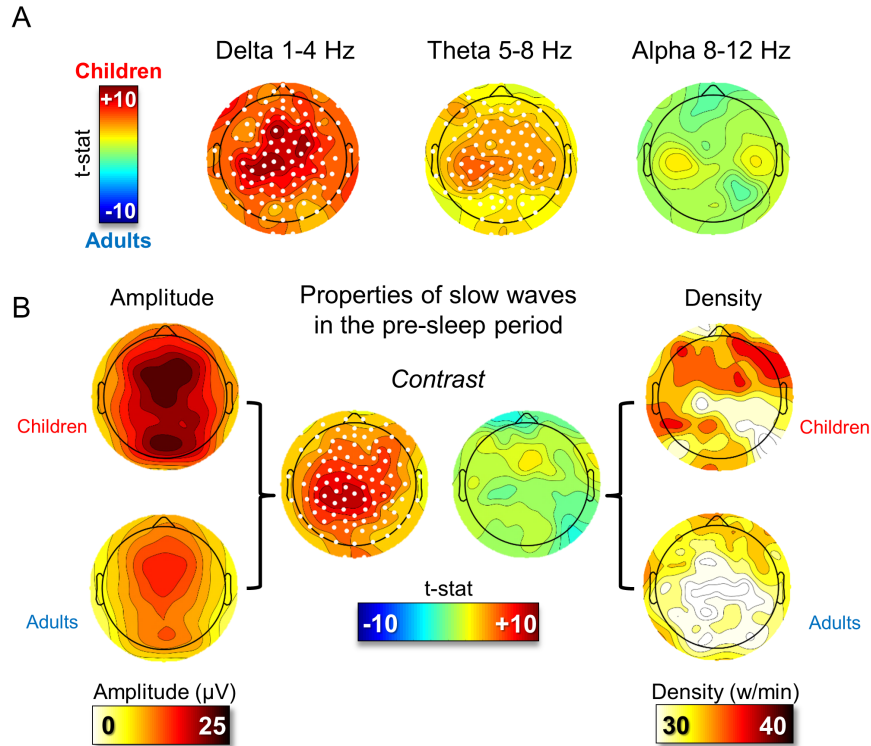 A
Delta 1-4 Hz
Theta 5-8 Hz
Alpha 8-12 Hz
Children
+10
t-stat
-10
Adults
B
Amplitude
Properties of slow waves
in the pre-sleep period
Density
Contrast
Children
Children
t-stat
-10
+10
Adults
Adults
Amplitude (μV)
0
25
Density (w/min)
30
40